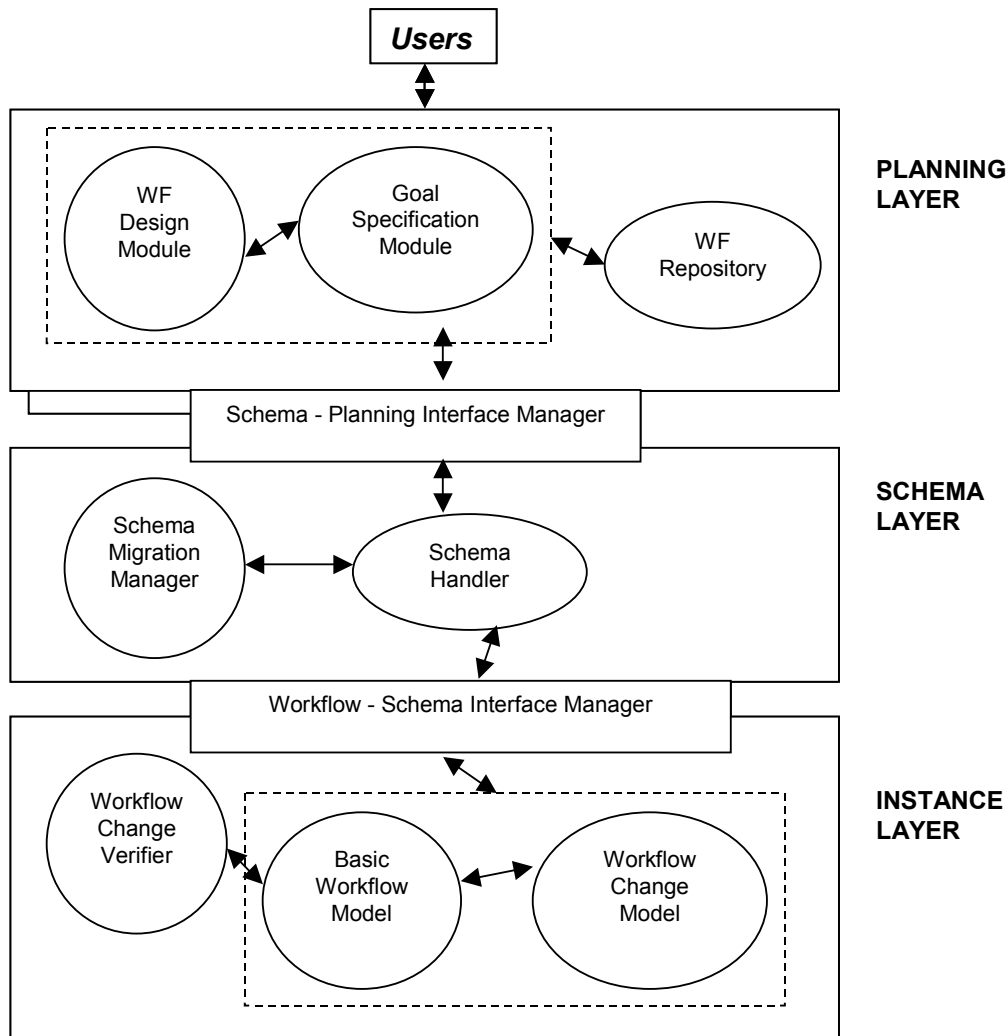 Users
PLANNING
LAYER
WF
Design
Module
Goal
Specification
Module
WF
Repository
Schema - Planning Interface Manager
SCHEMA
LAYER
Schema
Migration
Manager
Schema
Handler
Workflow - Schema Interface Manager
INSTANCE
LAYER
Workflow
Change
Verifier
Basic
Workflow
Model
Workflow
Change
Model